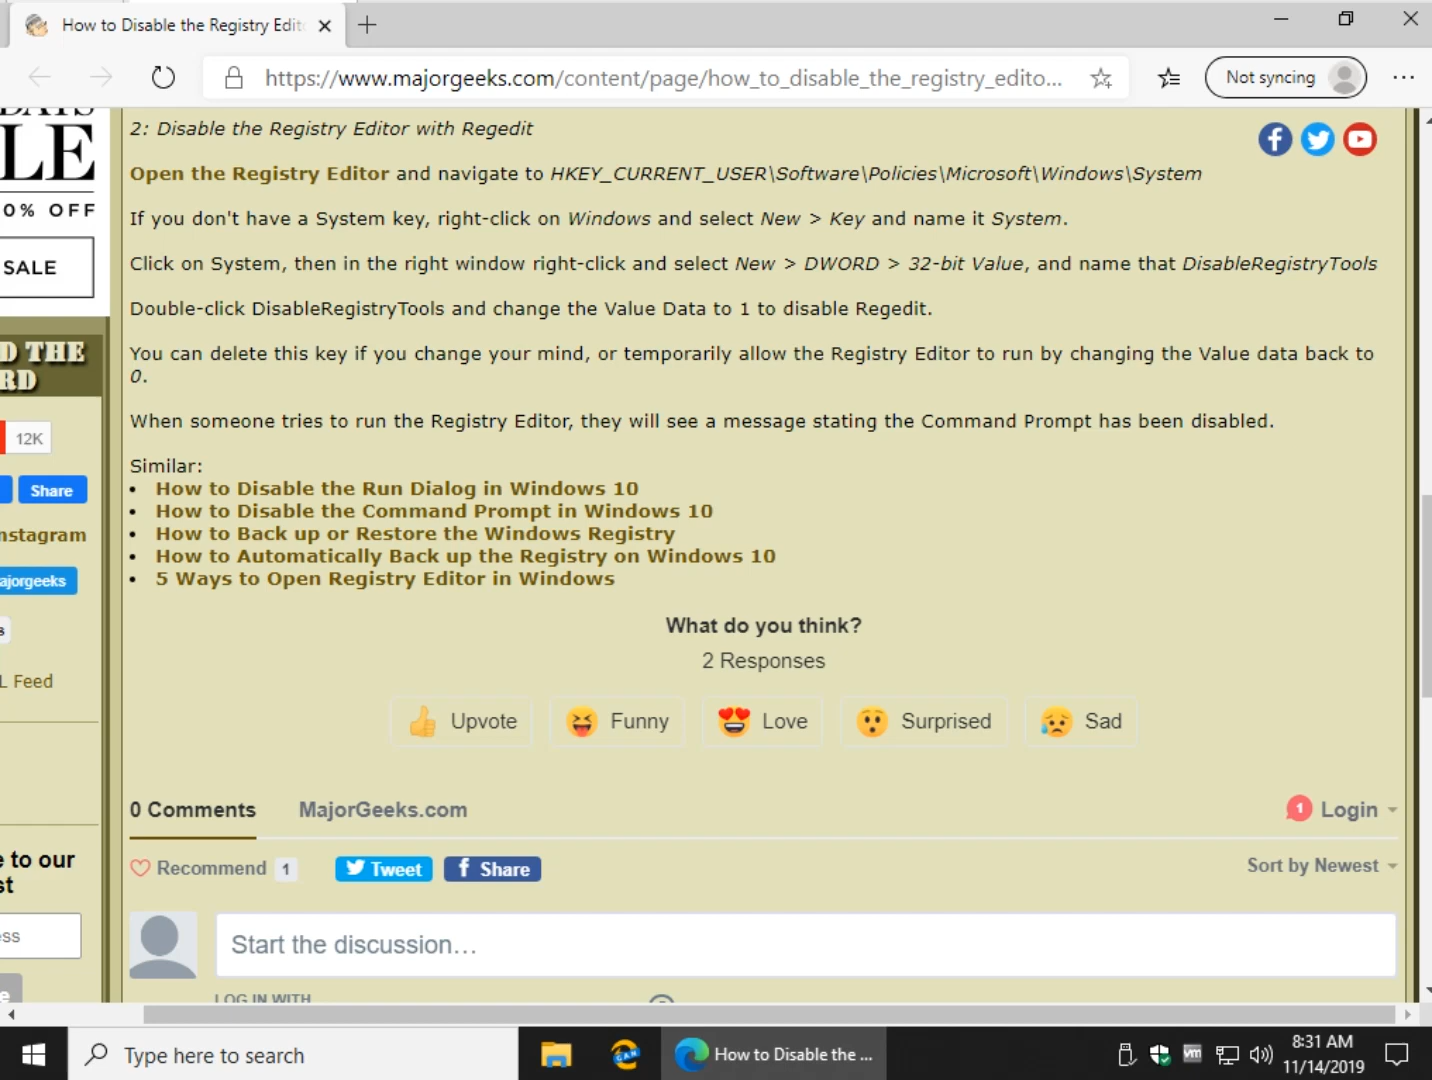 How to Disable the Registry Edit
https://www.majorgeeks.com/content/page/how_to_disable_the_registry_edito...
Not syncing
LE
0% OFF
SALE
D THE
RD
12K
Share
nstagram
ajorgeeks
s
L Feed
e to our
st
ess
e
2: Disable the Registry Editor with Regedit
Open the Registry Editor and navigate to HKEY_CURRENT_USER\Software\Policies\Microsoft\Windows\System
If you don't have a System key, right-click on Windows and select New > Key and name it System.
Click on System, then in the right window right-click and select New > DWORD > 32-bit Value, and name that DisableRegistryTools
Double-click DisableRegistryTools and change the Value Data to 1 to disable Regedit.
You can delete this key if you change your mind, or temporarily allow the Registry Editor to run by changing the Value data back to
0.
When someone tries to run the Registry Editor, they will see a message stating the Command Prompt has been disabled.
Similar:
• How to Disable the Run Dialog in Windows 10
• How to Disable the Command Prompt in Windows 10
• How to Back up or Restore the Windows Registry
• How to Automatically Back up the Registry on Windows 10
• 5 Ways to Open Registry Editor in Windows
What do you think?
2 Responses
Upvote Funny Love Surprised Sad
0 Comments MajorGeeks.com 1 Login
Recommend 1 Tweet f Share Sort by Newest
Start the discussion...
LOG IN WITH
Type here to search
How to Disable the ...
vm
8:31 AM
11/14/2019